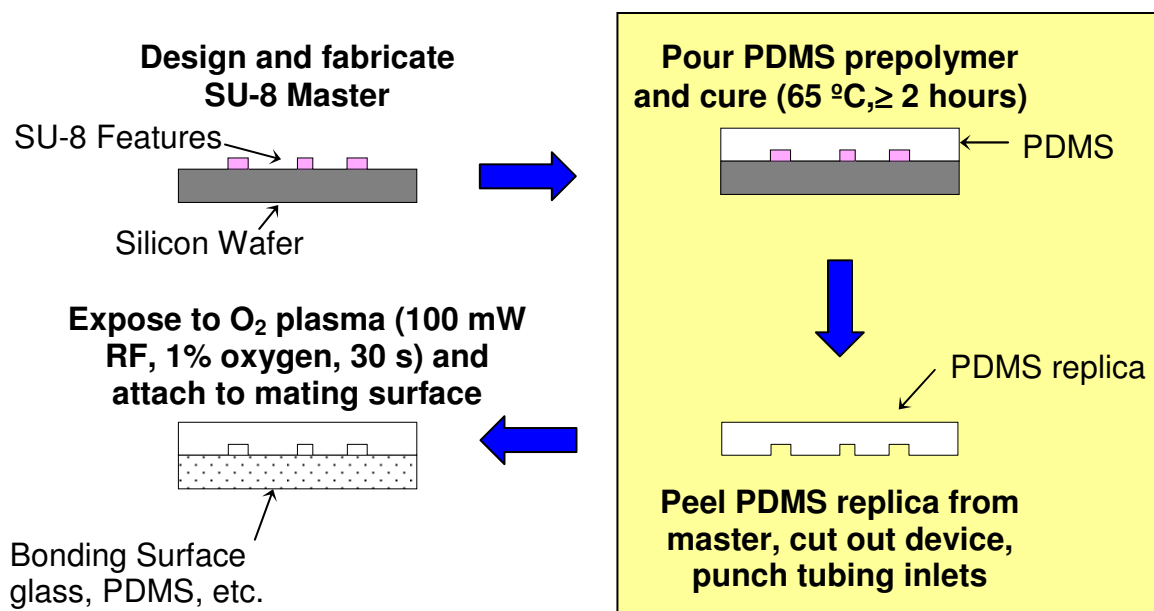 Design and fabricate
SU-8 Master
SU-8 Features
Silicon Wafer
Pour PDMS prepolymer
and cure (65 ºC,≥ 2 hours)
PDMS
PDMS replica
Peel PDMS replica from
master, cut out device,
punch tubing inlets
Expose to O₂ plasma (100 mW
RF, 1% oxygen, 30 s) and
attach to mating surface
Bonding Surface
glass, PDMS, etc.